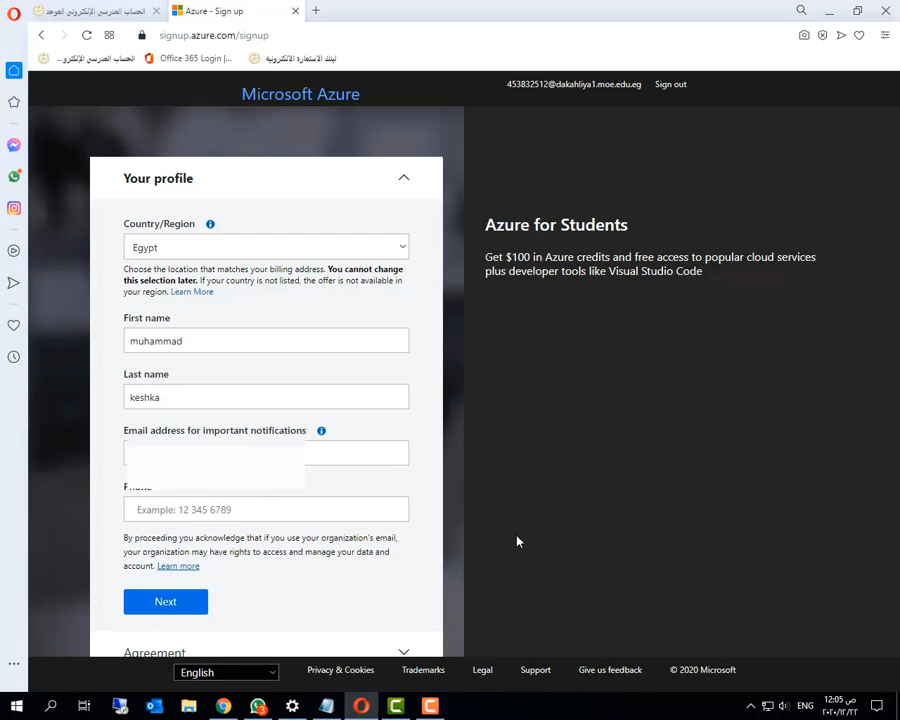 الحساب المدرسي الإلكتروني الموحد
Azure - Sign up
signup.azure.com/signup
الحساب المدرسي الإلكترو...
Office 365 Login |...
لينك الاستعاره الالكترونيه
Microsoft Azure
453832512@dakahliya1.moe.edu.eg
Sign out
Your profile
Country/Region
Egypt
Choose the location that matches your billing address. You cannot change
this selection later. If your country is not listed, the offer is not available in
your region. Learn More
First name
muhammad
Last name
keshka
Email address for important notifications
Example: 12 345 6789
By proceeding you acknowledge that if you use your organization's email,
your organization may have rights to access and manage your data and
account. Learn more
Next
Agreement
Azure for Students
Get $100 in Azure credits and free access to popular cloud services
plus developer tools like Visual Studio Code
English
Privacy & Cookies
Trademarks
Legal
Support
Give us feedback
© 2020 Microsoft
ENG
12:05 ص